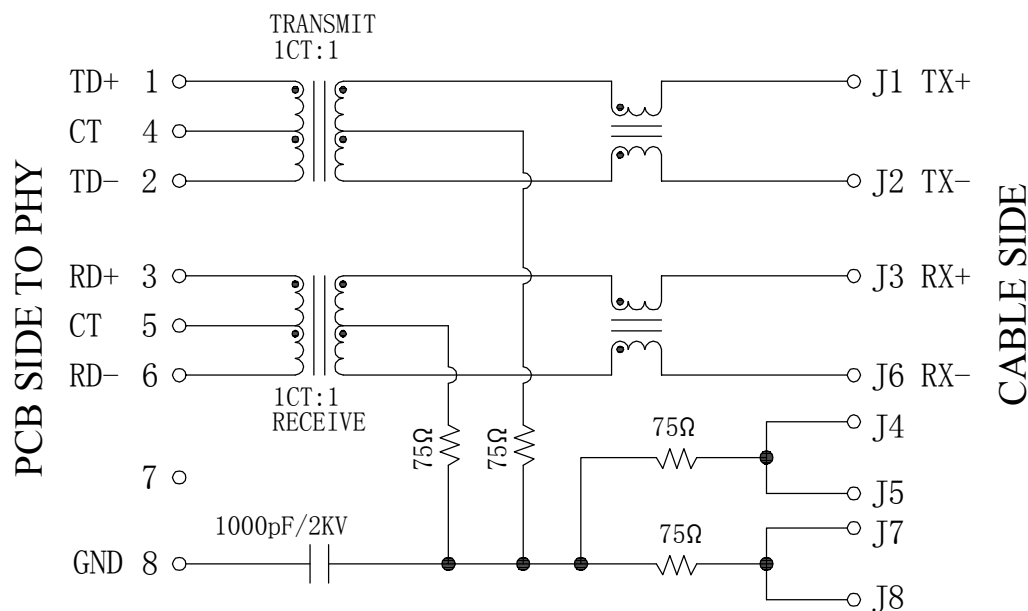 TRANSMIT
1CT:1
TD+ 1
CT 4
TD- 2
J1 TX+
J2 TX-
RD+ 3
CT 5
RD- 6
J3 RX+
J6 RX-
1CT:1
RECEIVE
PCB SIDE TO PHY
CABLE SIDE
75Ω
75Ω
75Ω
J4
J5
7
1000pF/2KV
GND 8
75Ω
J7
J8